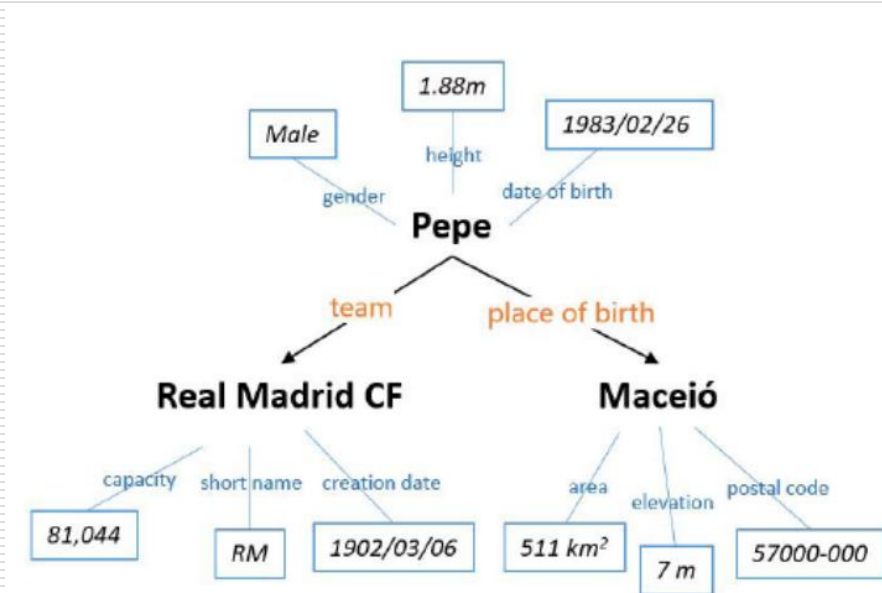 1.88m
Male
1983/02/26
height
gender
date of birth
Pepe
team
place of birth
Real Madrid CF
Maceió
capacity
short name
creation date
area
elevation
postal code
81,044
RM
1902/03/06
511 km²
7 m
57000-000